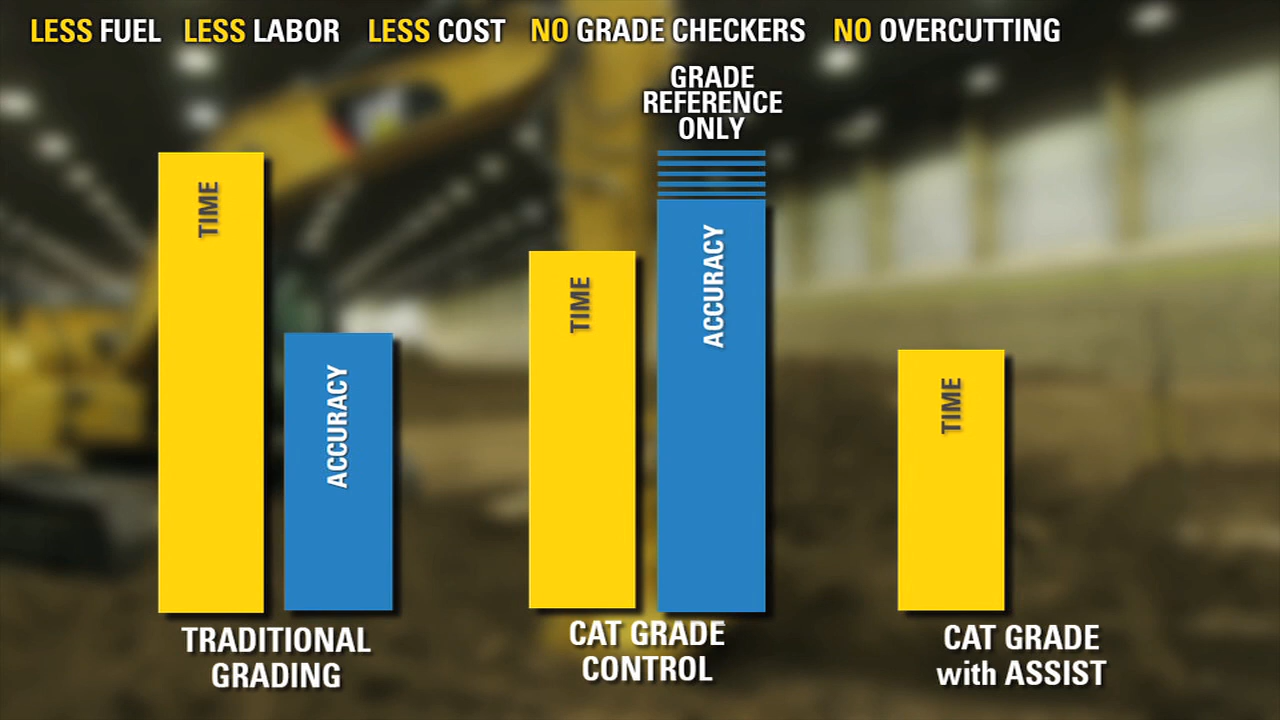 LESS FUEL LESS LABOR LESS COST NO GRADE CHECKERS NO OVERCUTTING
GRADE
REFERENCE
ONLY
TIME
ACCURACY
TIME
ACCURACY
TIME
TRADITIONAL
GRADING
CAT GRADE
CONTROL
CAT GRADE
with ASSIST